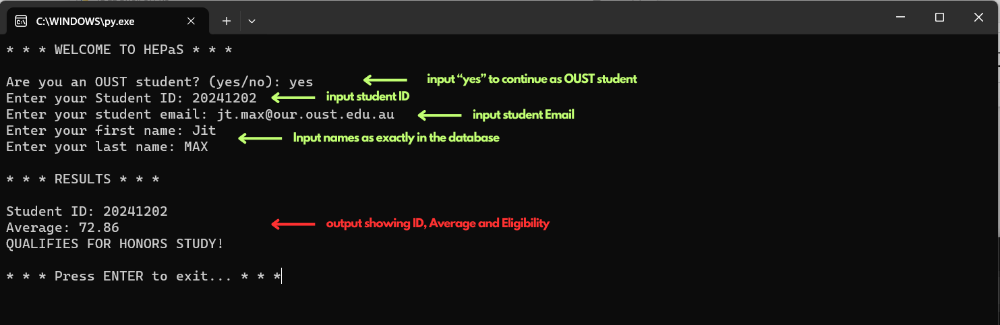 C:\WINDOWS\py.exe
* * * WELCOME TO HEPaS * * *
Are you an OUST student? (yes/no): yes
input “yes” to continue as OUST student
Enter your Student ID: 20241202
input student ID
Enter your student email: jt.max@our.oust.edu.au
input student Email
Enter your first name: Jit
Input names as exactly in the database
Enter your last name: MAX
* * * RESULTS * * *
Student ID: 20241202
Average: 72.86
output showing ID, Average and Eligibility
QUALIFIES FOR HONORS STUDY!
* * * Press ENTER to exit... * * *